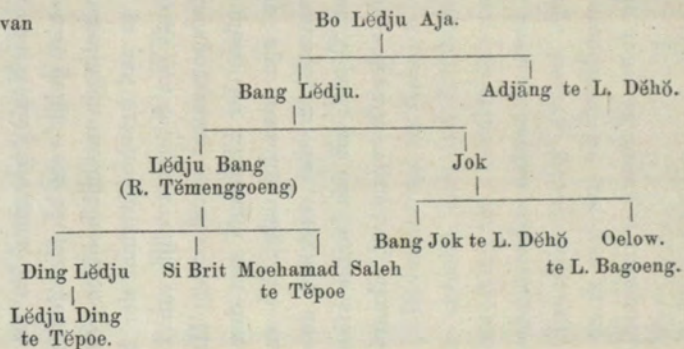 van Bo Lĕdju Aja.
Bang Lĕdju. Adjāng te L. Dĕhŏ.
Lĕdju Bang Jok
(R. Tĕmenggoeng)
Bang Jok te L. Dĕhŏ Oelow.
Ding Lĕdju Si Brit Moehamad Saleh te L. Bagoeng.
te Tĕpoe
Lĕdju Ding
te Tĕpoe.